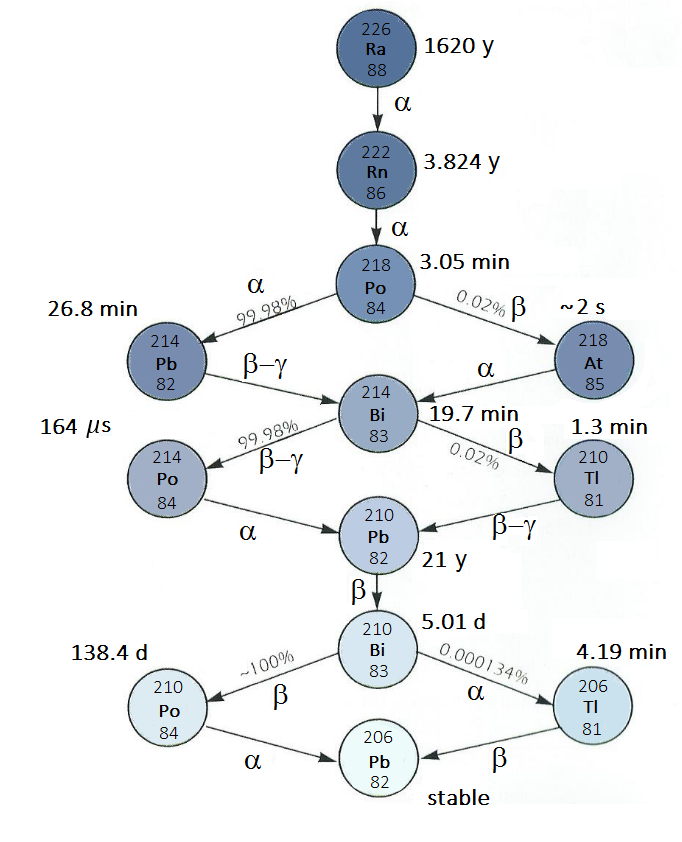 226
Ra
88
1620 y
α
222
Rn
86
3.824 y
α
218
Po
84
3.05 min
α
99.98%
0.02%
β
~2 s
26.8 min
214
Pb
82
218
At
85
β–γ
α
214
Bi
83
19.7 min
164 μs
1.3 min
99.98%
β–γ
β
0.02%
214
Po
84
210
Tl
81
α
β–γ
210
Pb
82
21 y
β
210
Bi
83
5.01 d
138.4 d
4.19 min
~100%
β
0.000134%
α
210
Po
84
206
Tl
81
α
β
206
Pb
82
stable